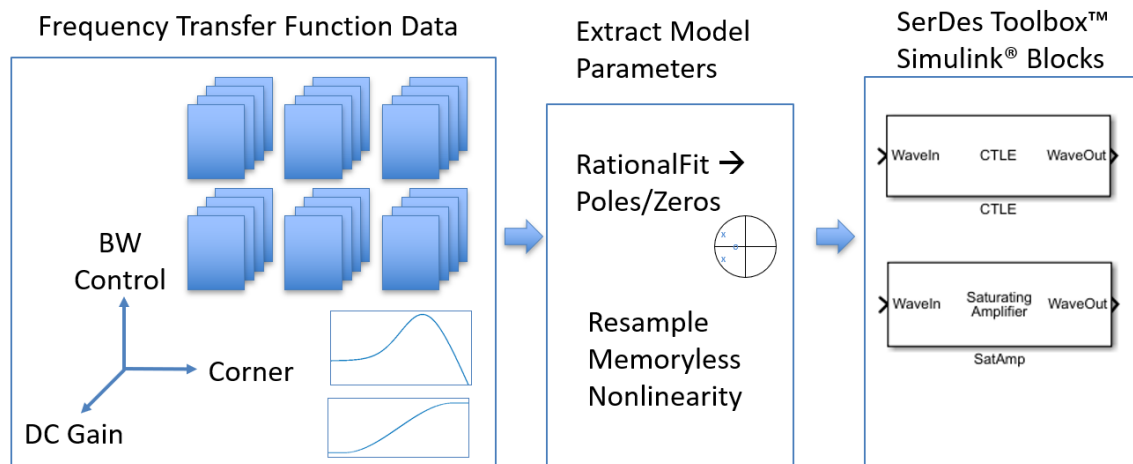 Frequency Transfer Function Data
BW
Control
Corner
DC Gain
Extract Model
Parameters
RationalFit →
Poles/Zeros
x
o
x
Resample
Memoryless
Nonlinearity
SerDes Toolbox™
Simulink® Blocks
WaveIn CTLE WaveOut
CTLE
WaveIn Saturating Amplifier WaveOut
SatAmp